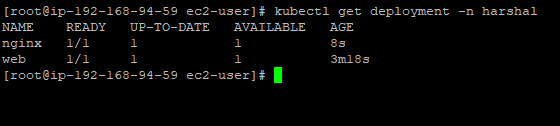 [root@ip-192-168-94-59 ec2-user]# kubectl get deployment -n harshal
NAME READY UP-TO-DATE AVAILABLE AGE
nginx 1/1 1 1 8s
web 1/1 1 1 3m18s
[root@ip-192-168-94-59 ec2-user]#